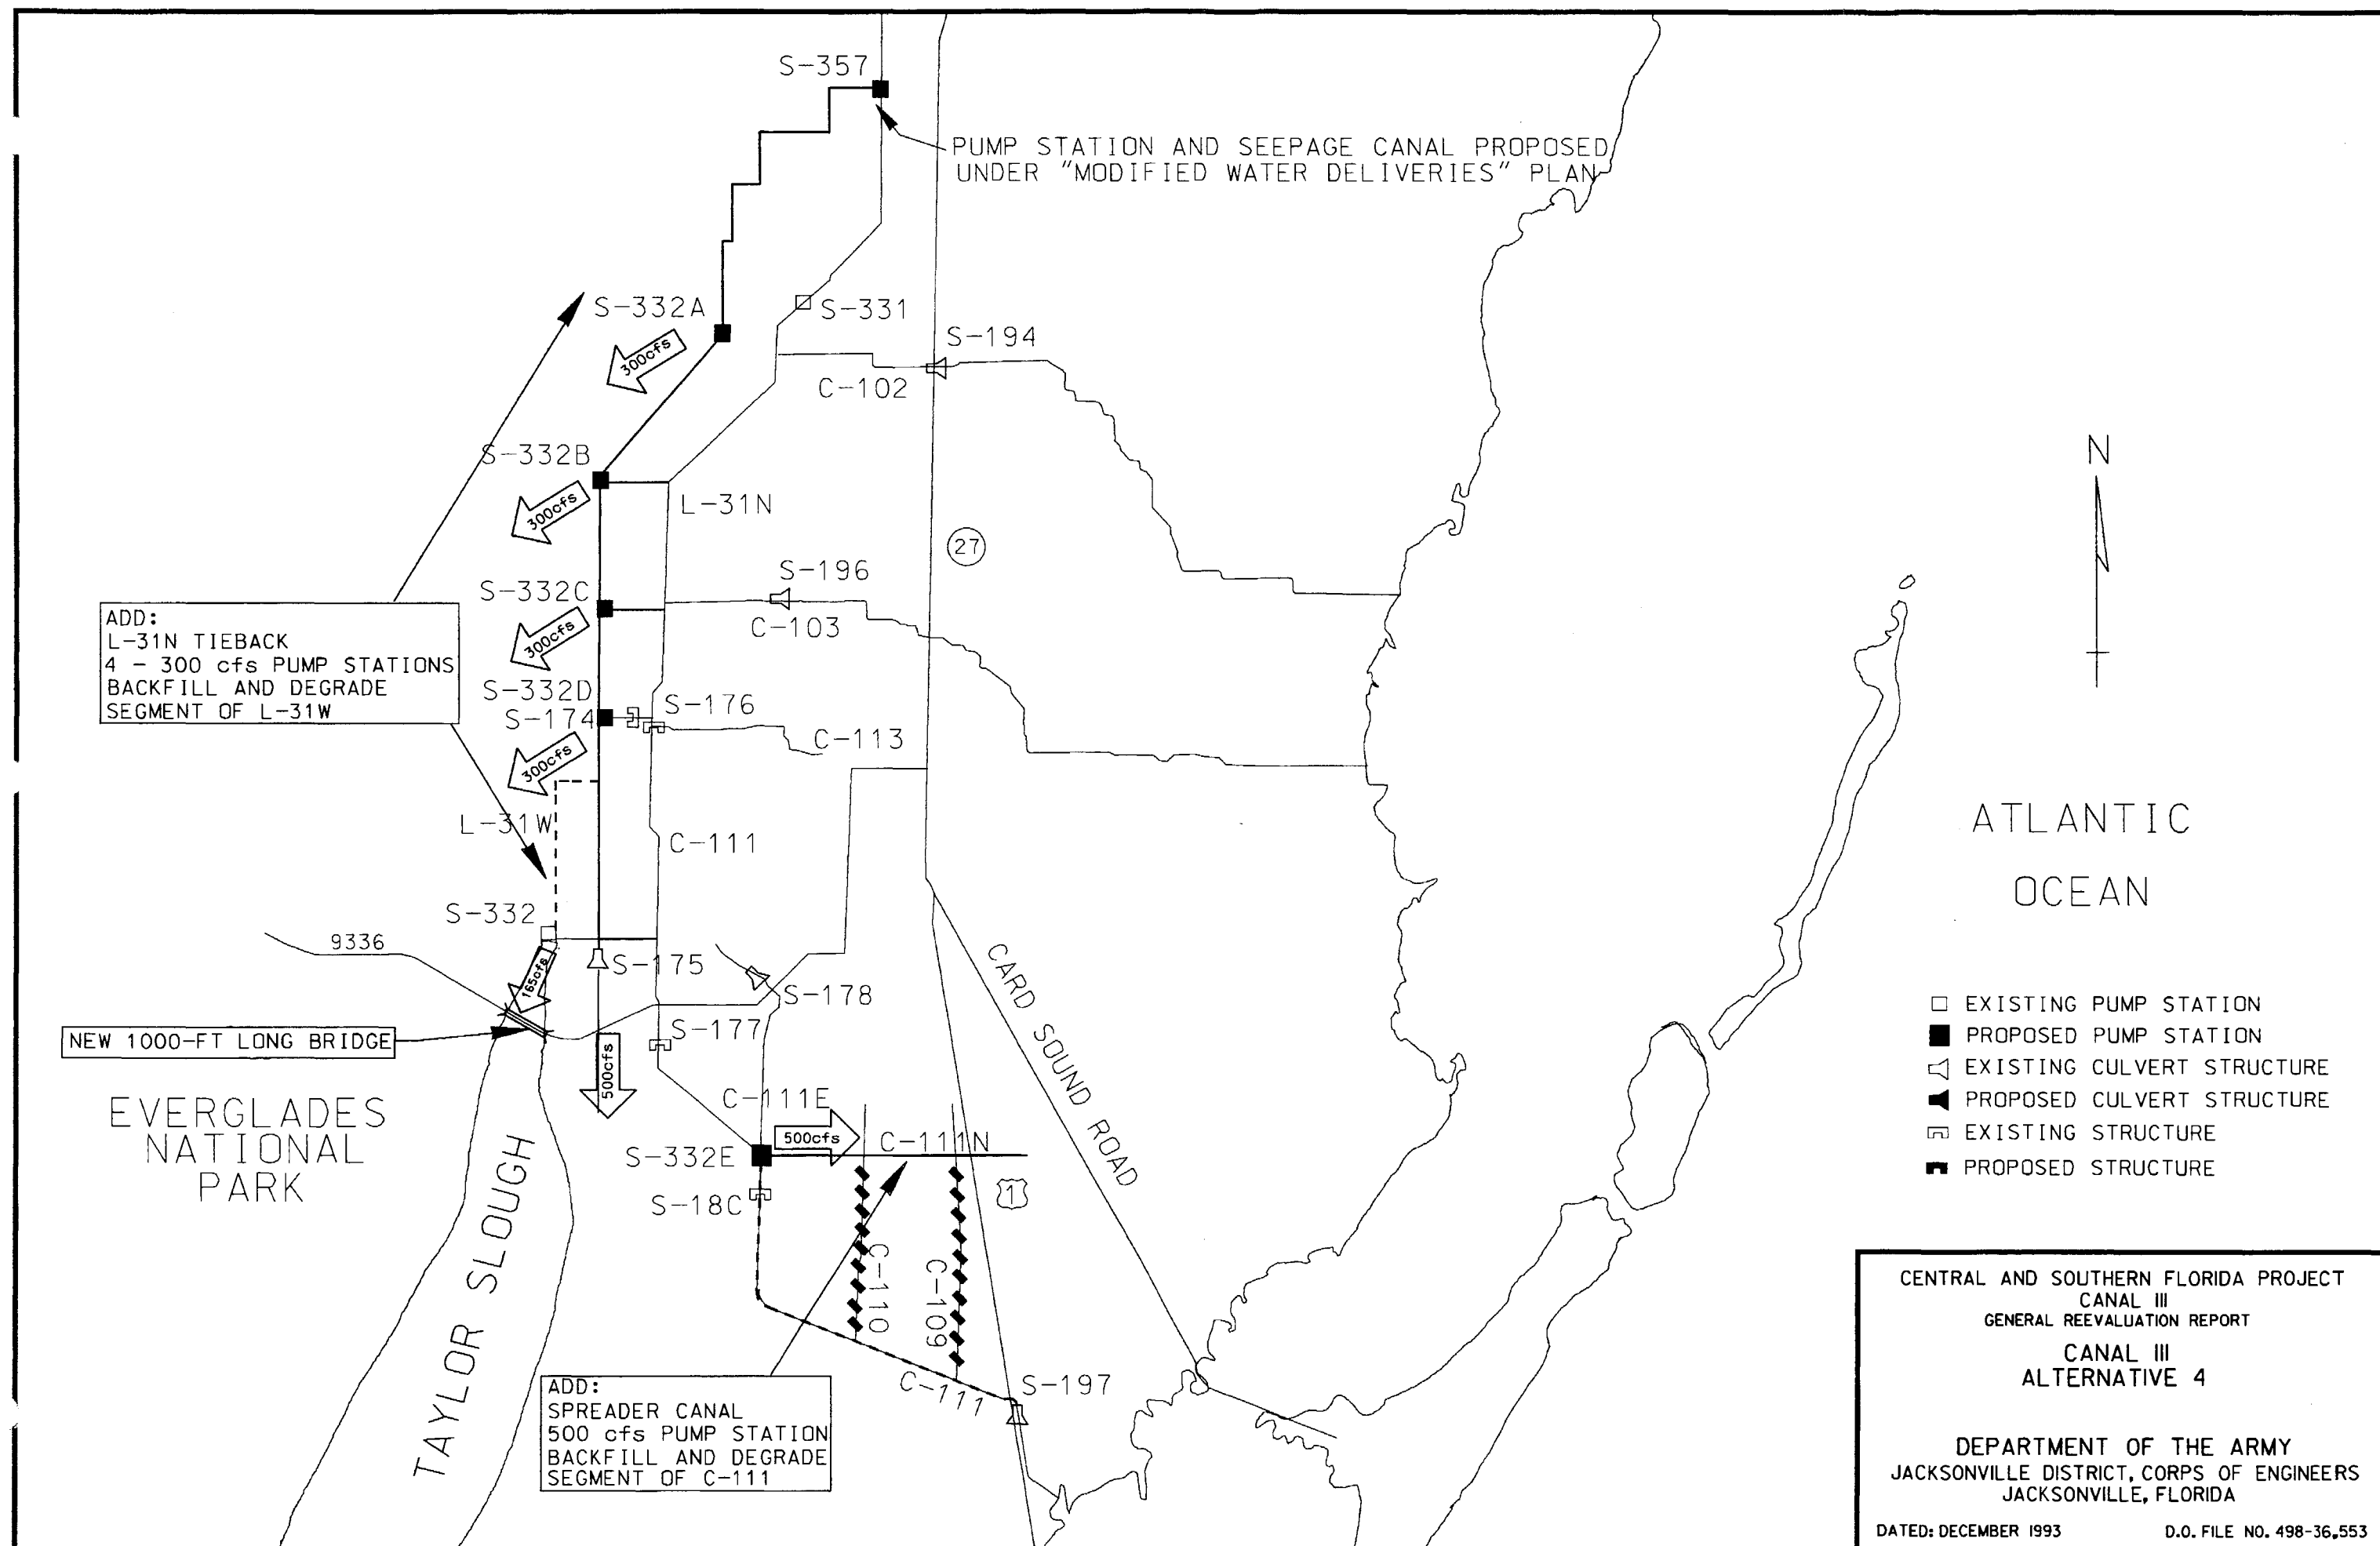 S-357
PUMP STATION AND SEEPAGE CANAL PROPOSED
UNDER "MODIFIED WATER DELIVERIES" PLAN
S-332A
S-331
300cfs
S-194
C-102
N
S-332B
300cfs
L-31N
27
S-196
S-332C
C-103
300cfs
ADD:
L-31N TIEBACK
4 - 300 cfs PUMP STATIONS
BACKFILL AND DEGRADE
SEGMENT OF L-31W
S-332D
S-176
S-174
C-113
300cfs
L-31W
C-111
ATLANTIC
OCEAN
S-332
9336
S-175
165cfs
S-178
CARD SOUND ROAD
NEW 1000-FT LONG BRIDGE
S-177
500cfs
EVERGLADES
NATIONAL
PARK
C-111E
500cfs
C-111N
S-332E
S-18C
1
TAYLOR SLOUGH
C-110
C-109
C-111
S-197
ADD:
SPREADER CANAL
500 cfs PUMP STATION
BACKFILL AND DEGRADE
SEGMENT OF C-111
EXISTING PUMP STATION
PROPOSED PUMP STATION
EXISTING CULVERT STRUCTURE
PROPOSED CULVERT STRUCTURE
EXISTING STRUCTURE
PROPOSED STRUCTURE
CENTRAL AND SOUTHERN FLORIDA PROJECT
CANAL III
GENERAL REEVALUATION REPORT
CANAL III
ALTERNATIVE 4
DEPARTMENT OF THE ARMY
JACKSONVILLE DISTRICT, CORPS OF ENGINEERS
JACKSONVILLE, FLORIDA
DATED: DECEMBER 1993 D.O. FILE NO. 498-36,553